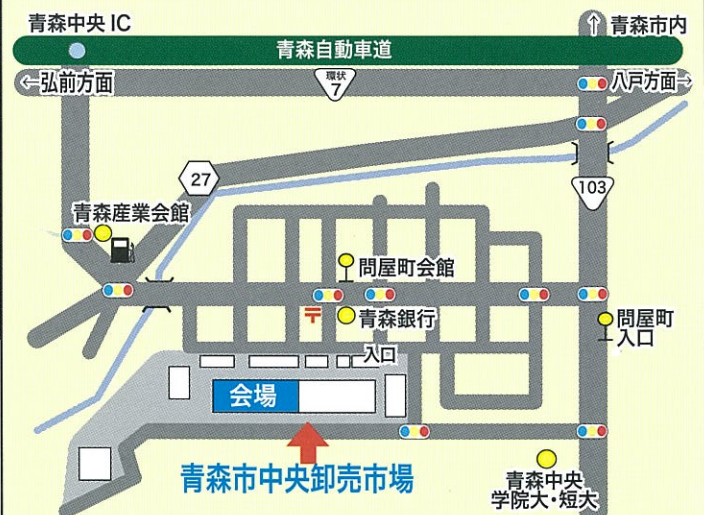 青森中央IC
↑青森市内
青森自動車道
←弘前方面
環状
7
八戸方面→
27
103
青森産業会館
問屋町会館
〒
青森銀行
問屋町
入口
入口
会場
青森市中央卸売市場
青森中央
学院大・短大